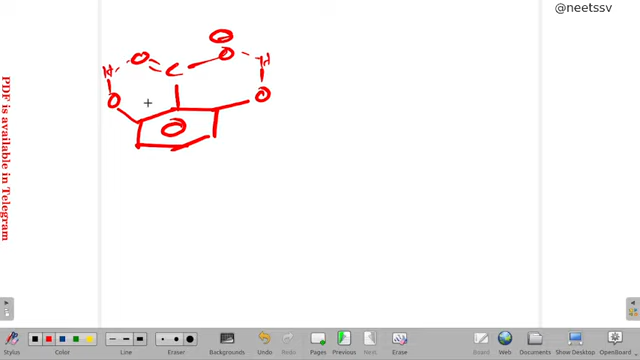 @neetssv
PDF is available in Telegram
O
H
O
C
O
H
O
O
Stylus
Color
Line
Eraser
Backgrounds
Undo
Redo
Pages
Previous
Next
Erase
Board
Web
Show Desktop
OpenBoard